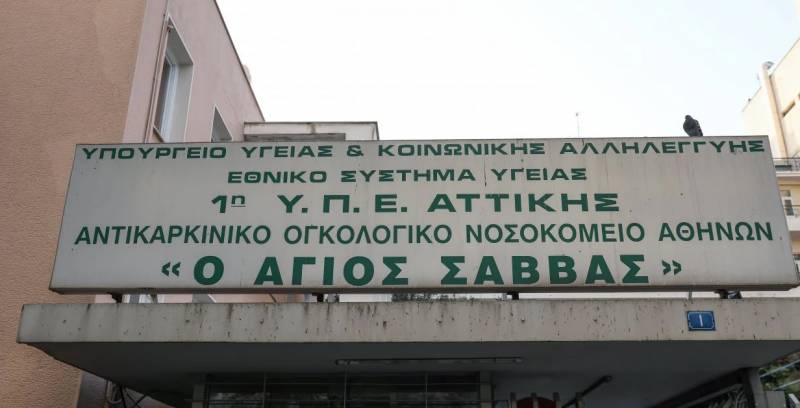 ΥΠΟΥΡΓΕΙΟ ΥΓΕΙΑΣ & ΚΟΙΝΩΝΙΚΗΣ ΑΛΛΗΛΕΓΓΥΗΣ
ΕΘΝΙΚΟ ΣΥΣΤΗΜΑ ΥΓΕΙΑΣ
1η Υ. Π. Ε. ΑΤΤΙΚΗΣ
ΑΝΤΙΚΑΡΚΙΝΙΚΟ ΟΓΚΟΛΟΓΙΚΟ ΝΟΣΟΚΟΜΕΙΟ ΑΘΗΝΩΝ
« Ο ΑΓΙΟΣ ΣΑΒΒΑΣ »
1